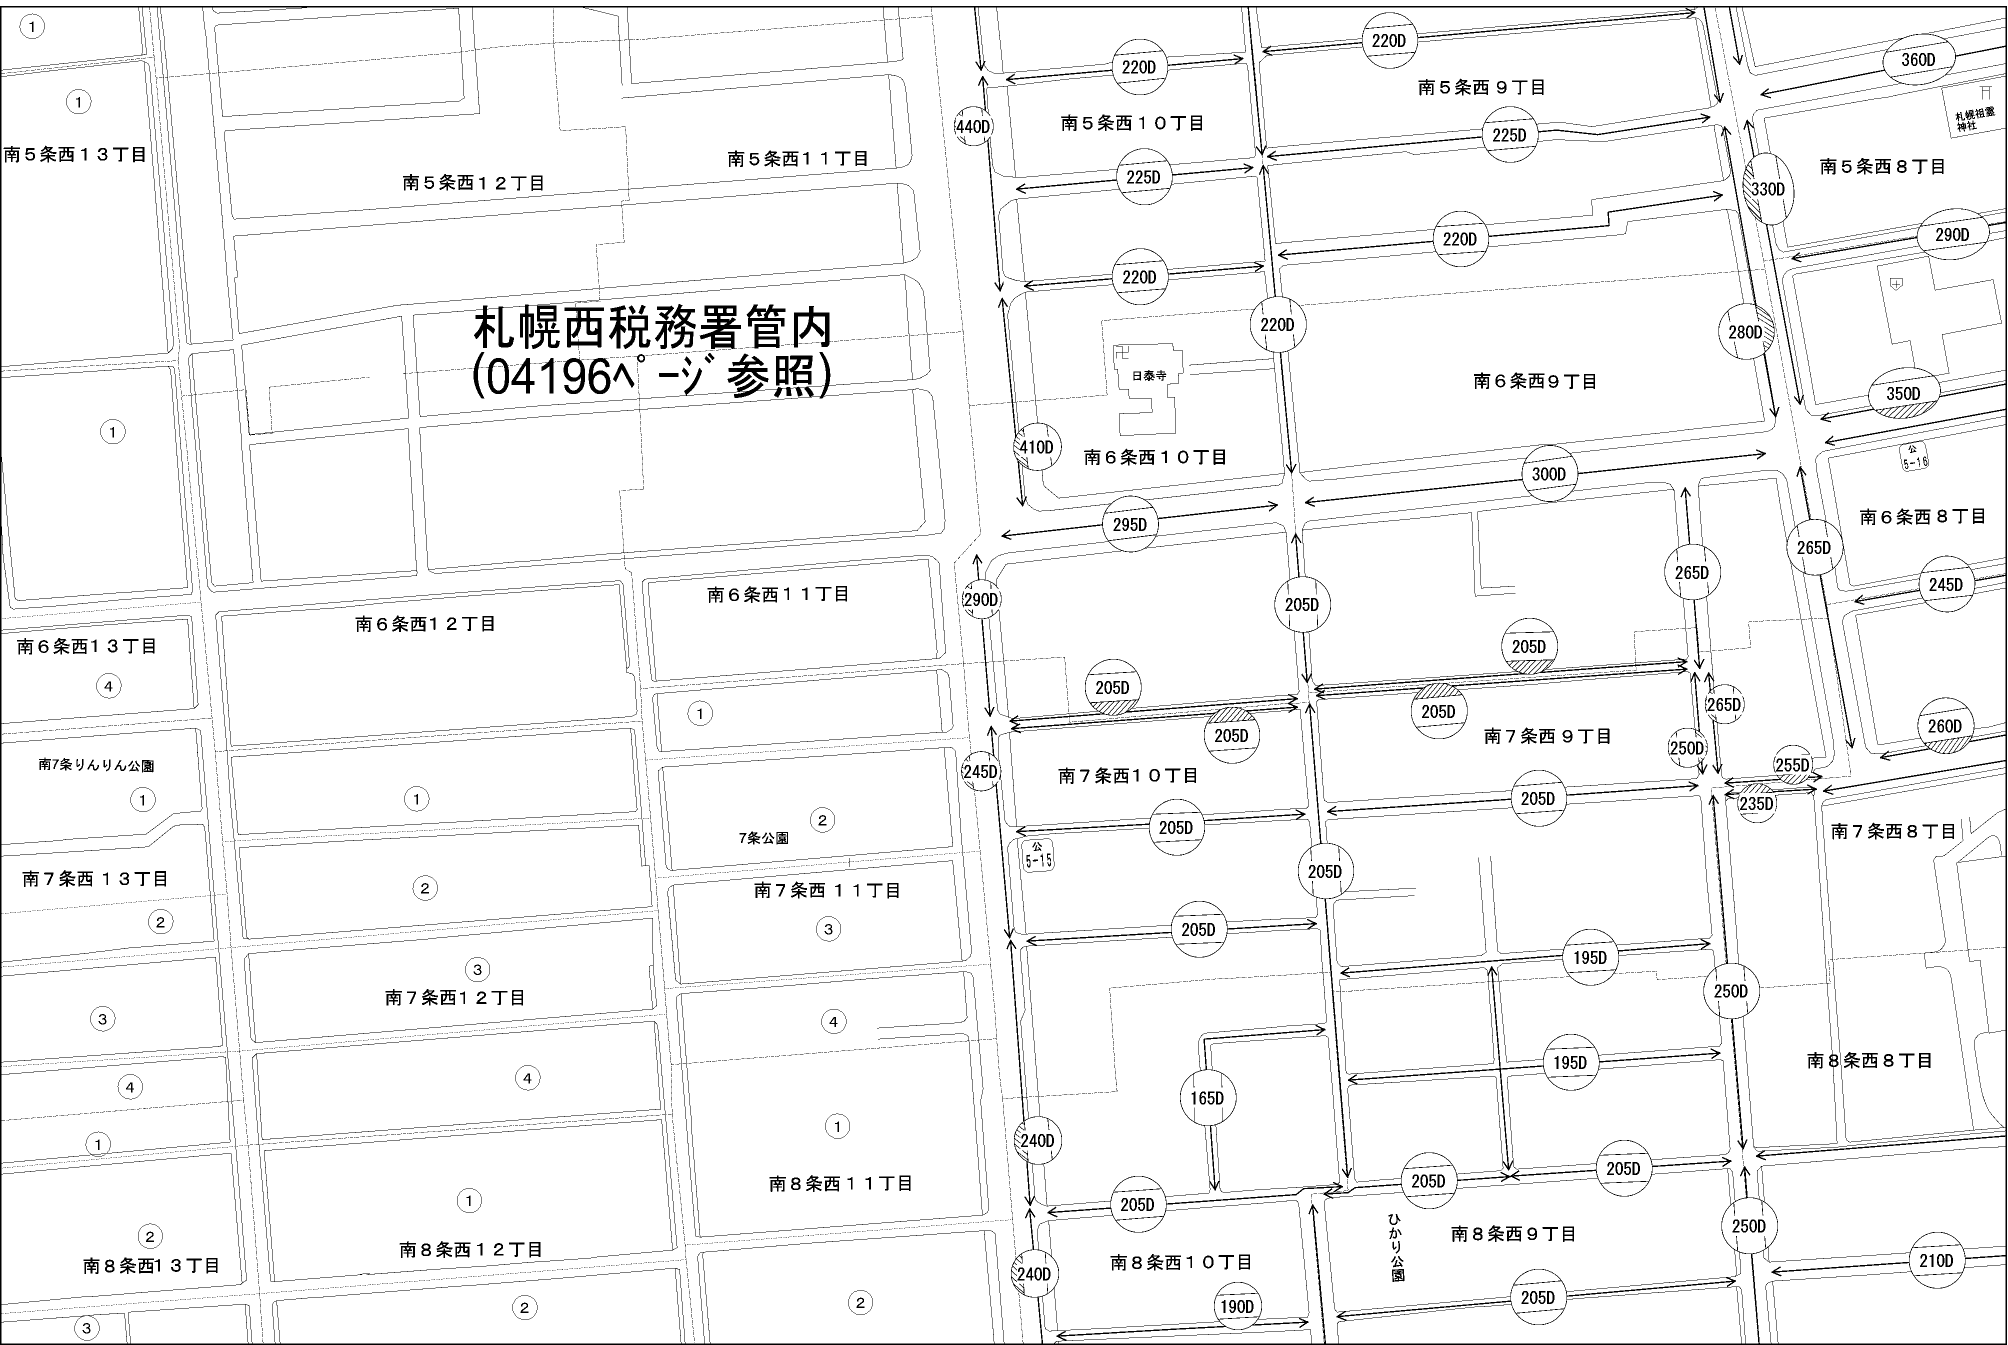 ①
①
南5条西13丁目
南5条西12丁目
南5条西11丁目
440D
220D
220D
南5条西10丁目
南5条西9丁目
225D
225D
360D
札幌祖霊
神社
南5条西8丁目
330D
290D
220D
220D
札幌西税務署管内
(04196ページ参照)
220D
280D
日泰寺
南6条西9丁目
350D
①
410D
南6条西10丁目
300D
公
5-16
295D
南6条西8丁目
265D
265D
245D
290D
205D
南6条西11丁目
南6条西12丁目
南6条西13丁目
④
205D
205D
205D
205D
265D
①
南7条西9丁目
250D
260D
南7条りんりん公園
①
①
245D
南7条西10丁目
255D
235D
205D
205D
②
7条公園
南7条西8丁目
公
5-15
南7条西13丁目
②
南7条西11丁目
205D
②
③
205D
195D
③
南7条西12丁目
250D
③
④
195D
南8条西8丁目
④
④
165D
①
①
240D
205D
205D
南8条西11丁目
①
205D
②
南8条西13丁目
南8条西12丁目
ひかり公園
南8条西9丁目
250D
南8条西10丁目
240D
210D
②
②
190D
205D
③